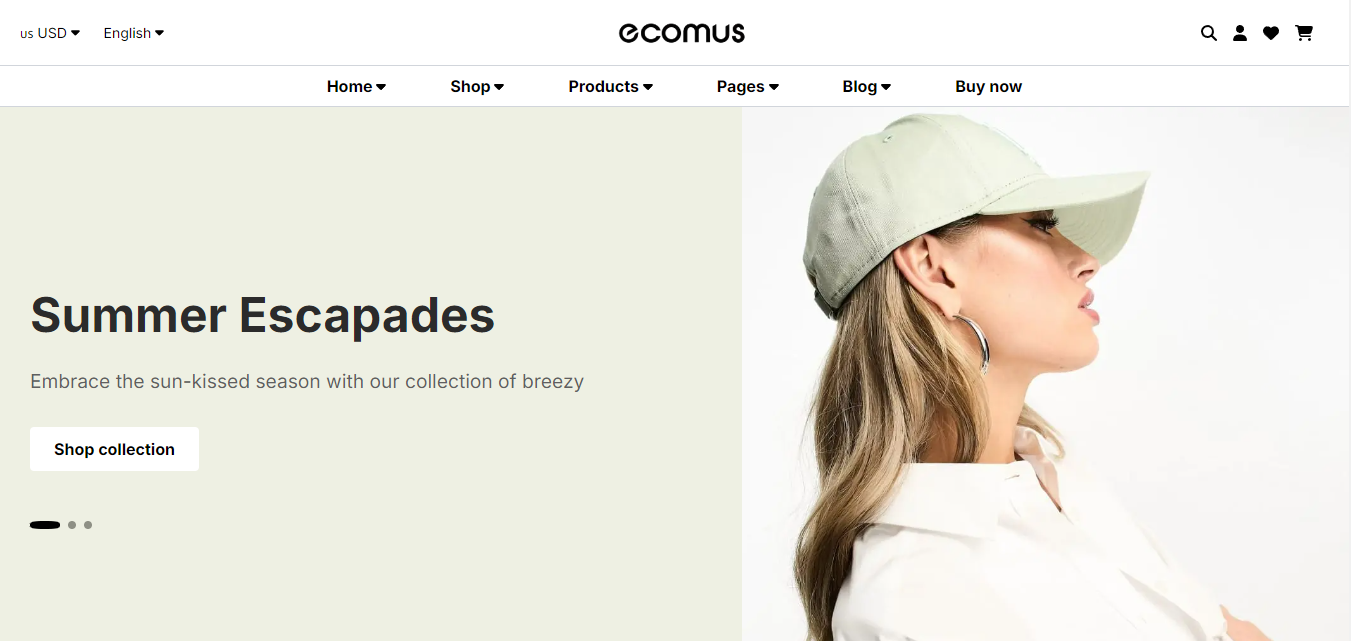 us USD English ecomus
Home Shop Products Pages Blog Buy now
Summer Escapades
Embrace the sun-kissed season with our collection of breezy
Shop collection